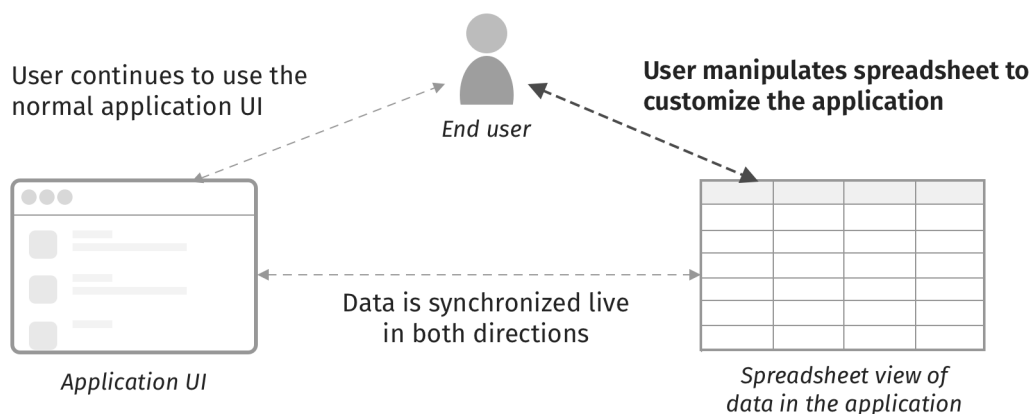 User continues to use the
normal application UI
End user
User manipulates spreadsheet to
customize the application
Data is synchronized live
in both directions
Application UI
Spreadsheet view of
data in the application